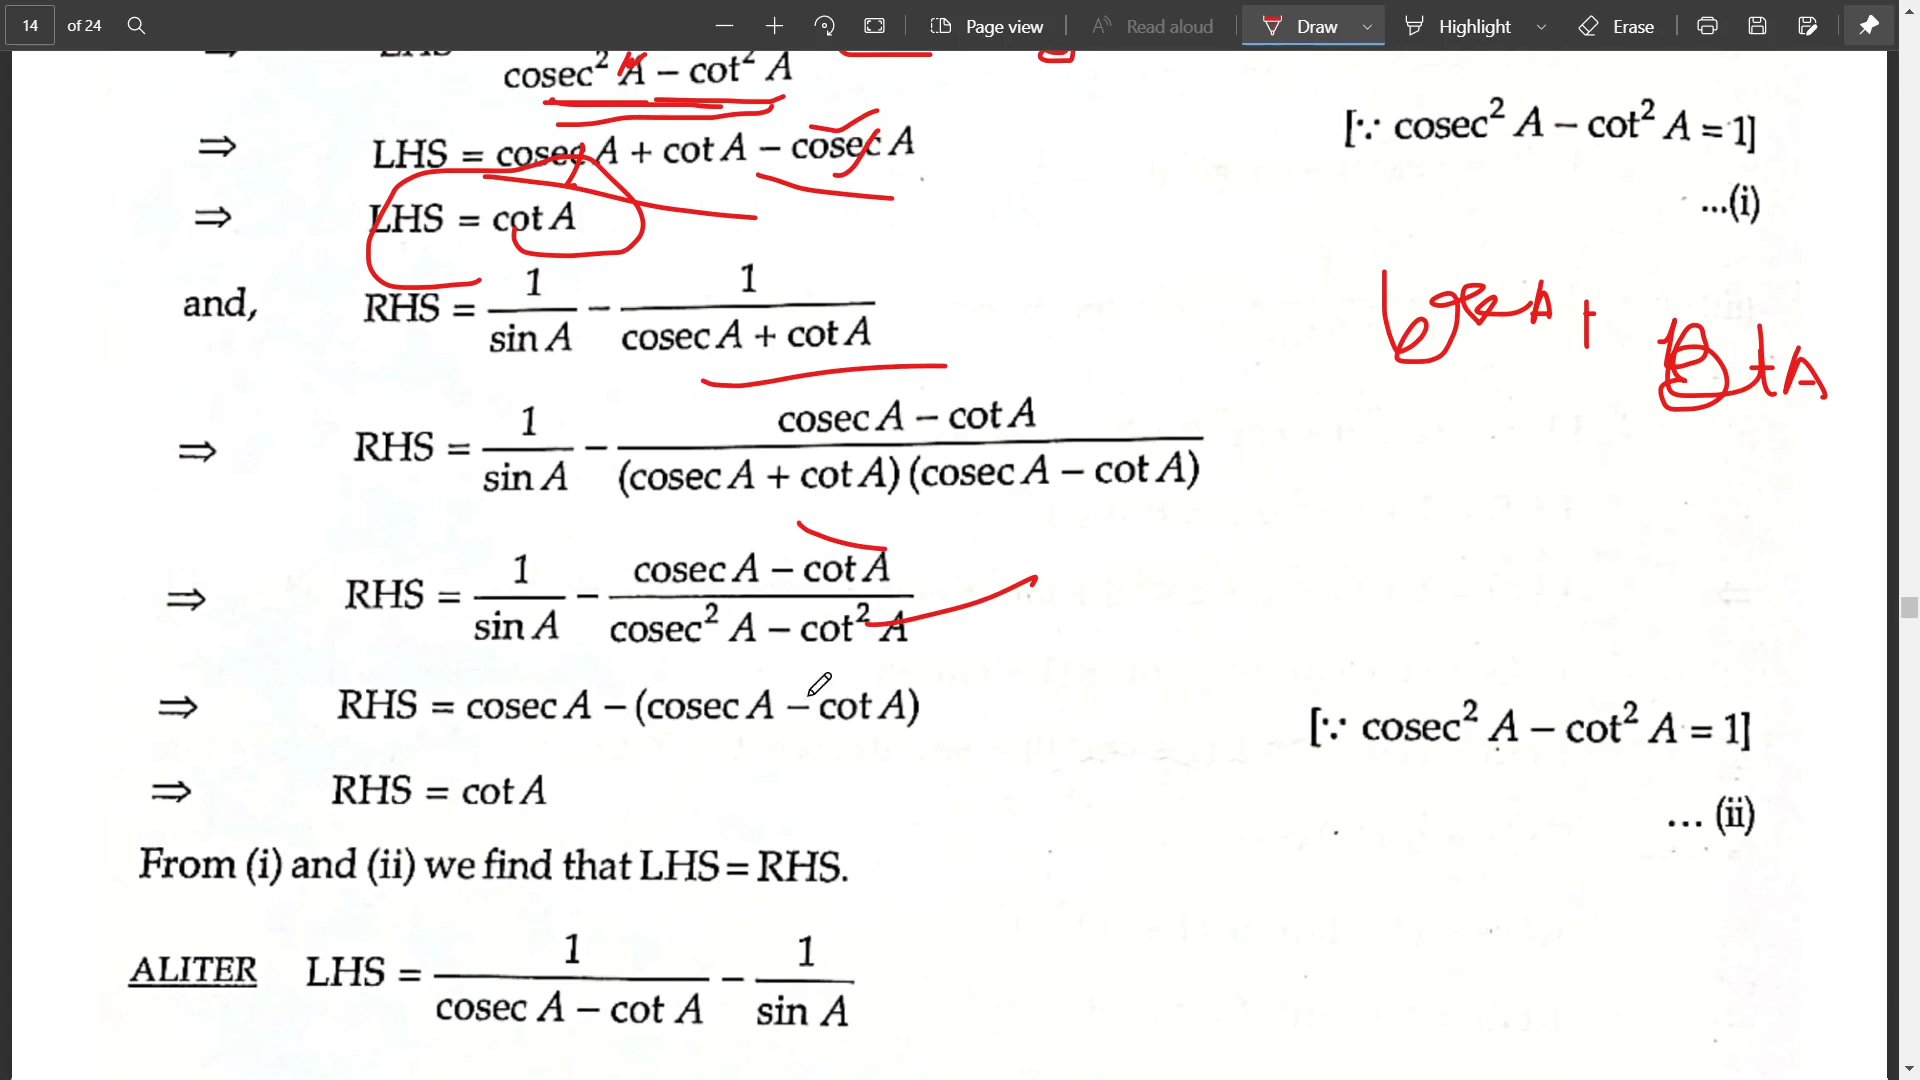 14 of 24 Page view Read aloud Draw Highlight Erase
cosec² A − cot² A
⇒ LHS = cosec A + cot A − cosec A [∵ cosec² A − cot² A = 1]
⇒ LHS = cot A ...(i)
and, RHS = 1/sin A − 1/(cosec A + cot A)
⇒ RHS = 1/sin A − (cosec A − cot A)/((cosec A + cot A) (cosec A − cot A))
⇒ RHS = 1/sin A − (cosec A − cot A)/(cosec² A − cot² A)
⇒ RHS = cosec A − (cosec A − cot A) [∵ cosec² A − cot² A = 1]
⇒ RHS = cot A ... (ii)
From (i) and (ii) we find that LHS = RHS.
ALITER LHS = 1/(cosec A − cot A) − 1/sin A